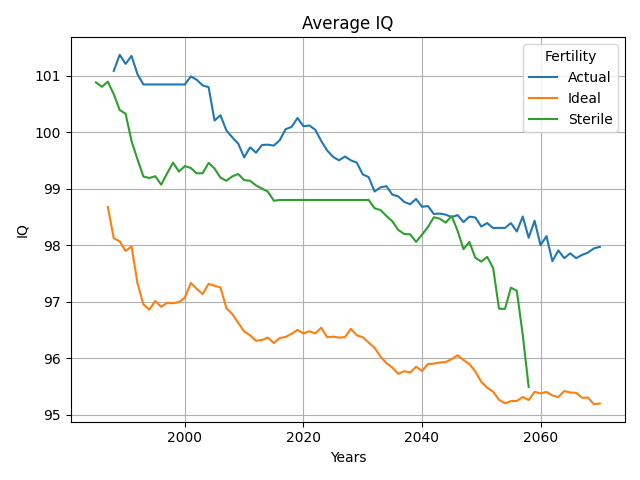 Average IQ
Fertility
Actual
Ideal
Sterile
IQ
101
100
99
98
97
96
95
2000
2020
2040
2060
Years